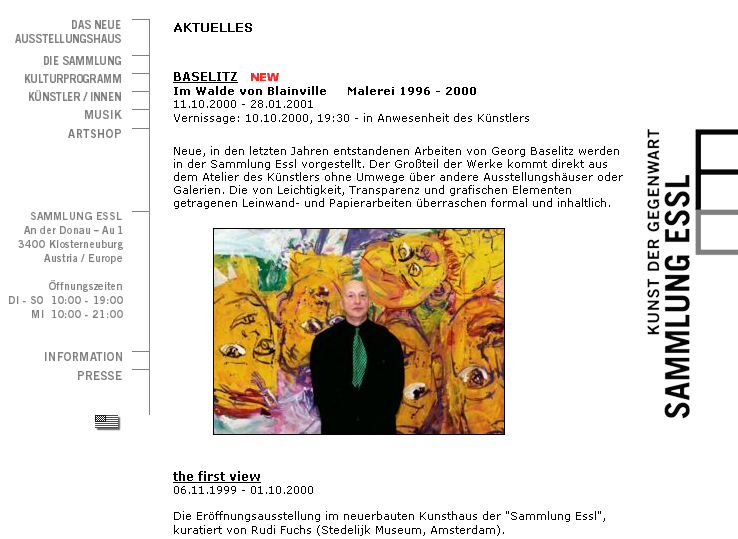 DAS NEUE
AUSSTELLUNGSHAUS
DIE SAMMLUNG
KULTURPROGRAMM
KÜNSTLER / INNEN
MUSIK
ARTSHOP
SAMMLUNG ESSL
An der Donau – Au 1
3400 Klosterneuburg
Austria / Europe
Öffnungszeiten
DI - SO 10:00 - 19:00
MI 10:00 - 21:00
INFORMATION
PRESSE
AKTUELLES
BASELITZ NEW
Im Walde von Blainville Malerei 1996 - 2000
11.10.2000 - 28.01.2001
Vernissage: 10.10.2000, 19:30 - in Anwesenheit des Künstlers
Neue, in den letzten Jahren entstandenen Arbeiten von Georg Baselitz werden
in der Sammlung Essl vorgestellt. Der Großteil der Werke kommt direkt aus
dem Atelier des Künstlers ohne Umwege über andere Ausstellungshäuser oder
Galerien. Die von Leichtigkeit, Transparenz und grafischen Elementen
getragenen Leinwand- und Papierarbeiten überraschen formal und inhaltlich.
the first view
06.11.1999 - 01.10.2000
Die Eröffnungsausstellung im neuerbauten Kunsthaus der "Sammlung Essl",
kuratiert von Rudi Fuchs (Stedelijk Museum, Amsterdam).
KUNST DER GEGENWART
SAMMLUNG ESSL